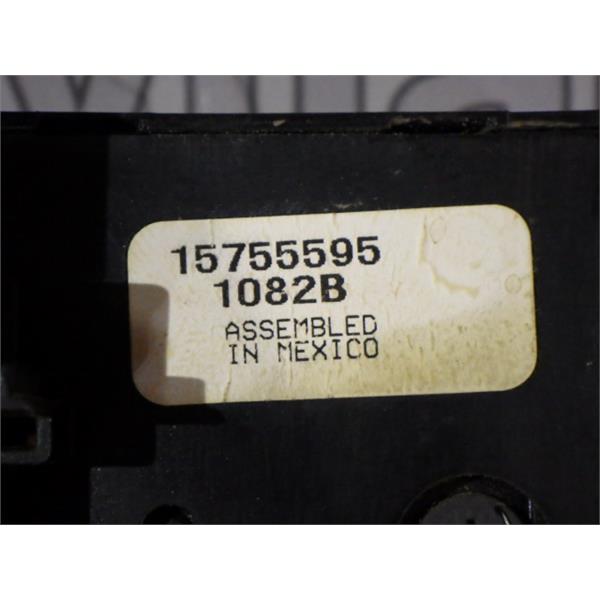 15755595
1082B
ASSEMBLED
IN MEXICO